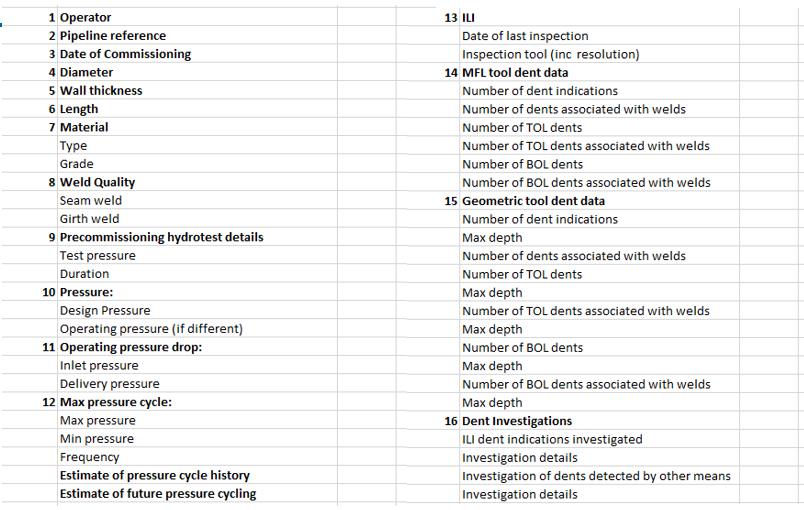 1 Operator
2 Pipeline reference
3 Date of Commissioning
4 Diameter
5 Wall thickness
6 Length
7 Material
Type
Grade
8 Weld Quality
Seam weld
Girth weld
9 Precommissioning hydrotest details
Test pressure
Duration
10 Pressure:
Design Pressure
Operating pressure (if different)
11 Operating pressure drop:
Inlet pressure
Delivery pressure
12 Max pressure cycle:
Max pressure
Min pressure
Frequency
Estimate of pressure cycle history
Estimate of future pressure cycling
13 ILI
Date of last inspection
Inspection tool (inc resolution)
14 MFL tool dent data
Number of dent indications
Number of dents associated with welds
Number of TOL dents
Number of TOL dents associated with welds
Number of BOL dents
Number of BOL dents associated with welds
15 Geometric tool dent data
Number of dent indications
Max depth
Number of dents associated with welds
Number of TOL dents
Max depth
Number of TOL dents associated with welds
Max depth
Number of BOL dents
Max depth
Number of BOL dents associated with welds
Max depth
16 Dent Investigations
ILI dent indications investigated
Investigation details
Investigation of dents detected by other means
Investigation details